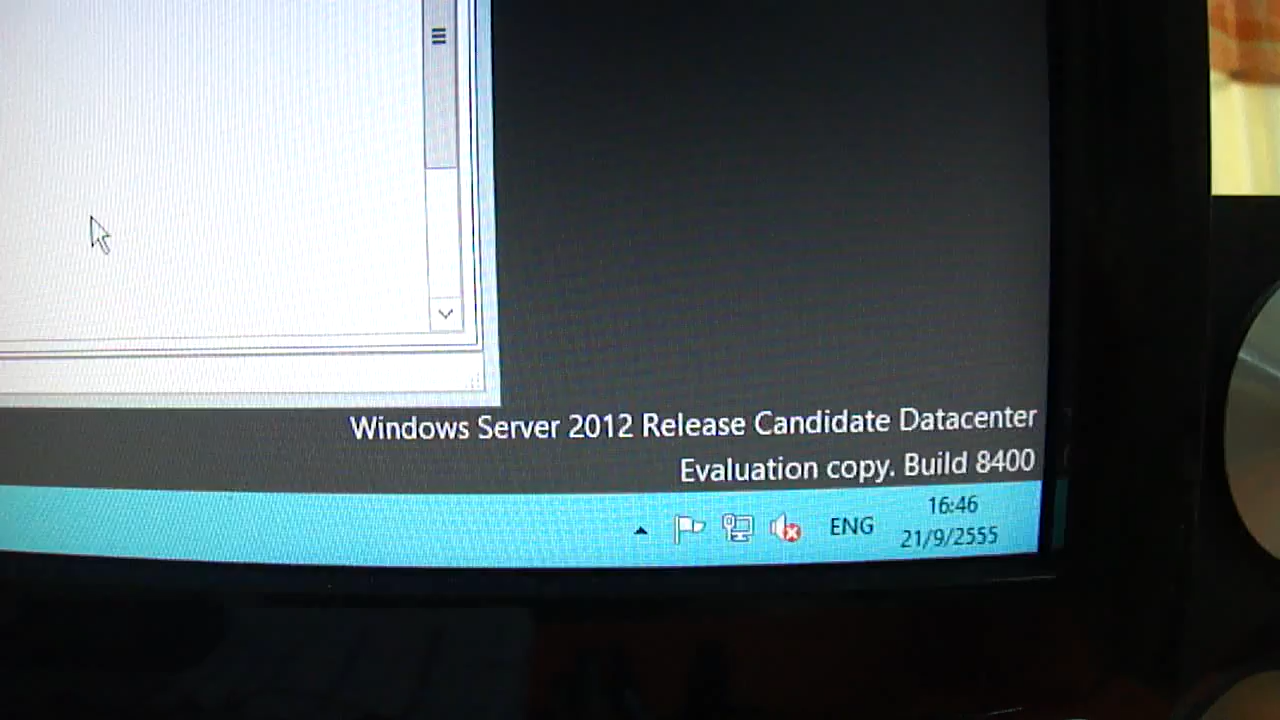 Windows Server 2012 Release Candidate Datacenter
Evaluation copy. Build 8400
ENG
16:46
21/9/2555